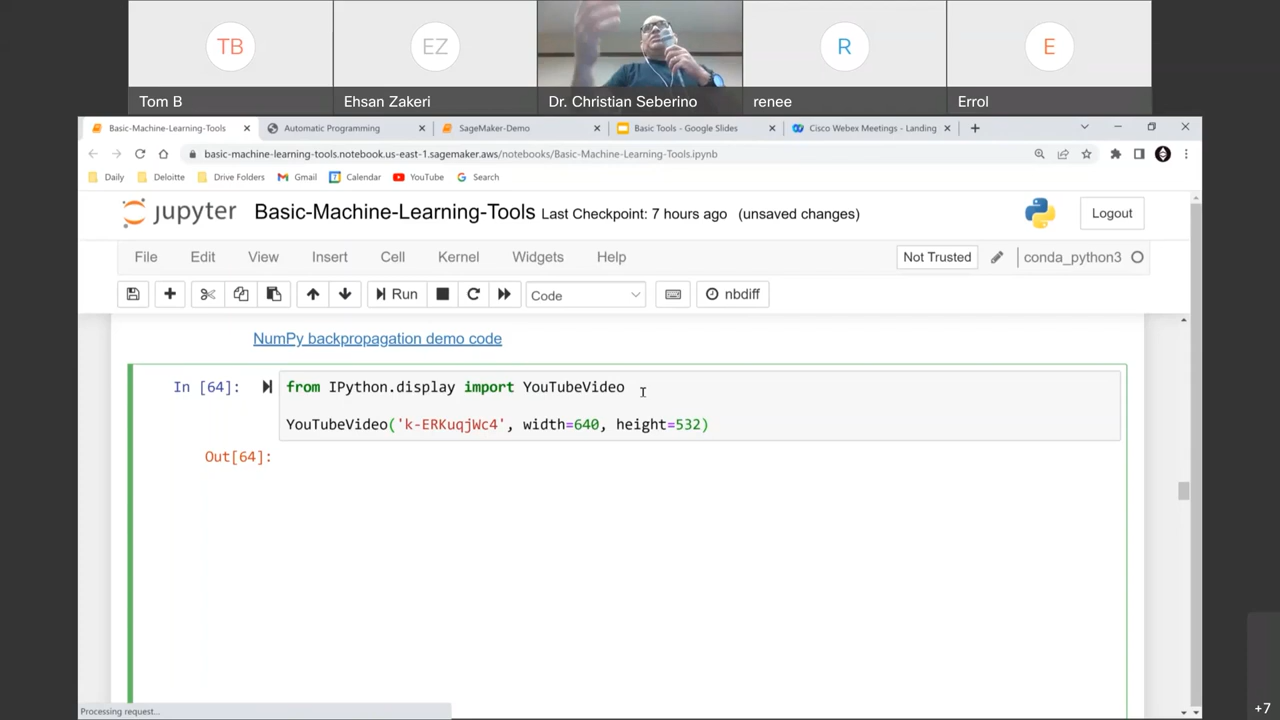 TB
EZ
R
E
Tom B
Ehsan Zakeri
Dr. Christian Seberino
renee
Errol
Basic-Machine-Learning-Tools
Automatic Programming
SageMaker-Demo
Basic Tools - Google Slides
Cisco Webex Meetings - Landing
basic-machine-learning-tools.notebook.us-east-1.sagemaker.aws/notebooks/Basic-Machine-Learning-Tools.ipynb
Daily
Deloitte
Drive Folders
Gmail
Calendar
YouTube
Search
jupyter Basic-Machine-Learning-Tools Last Checkpoint: 7 hours ago (unsaved changes)
Logout
File Edit View Insert Cell Kernel Widgets Help
Not Trusted
conda_python3
Run
Code
nbdiff
NumPy backpropagation demo code
In [64]: from IPython.display import YouTubeVideo
YouTubeVideo('k-ERKuqjWc4', width=640, height=532)
Out[64]:
Processing request...
+7